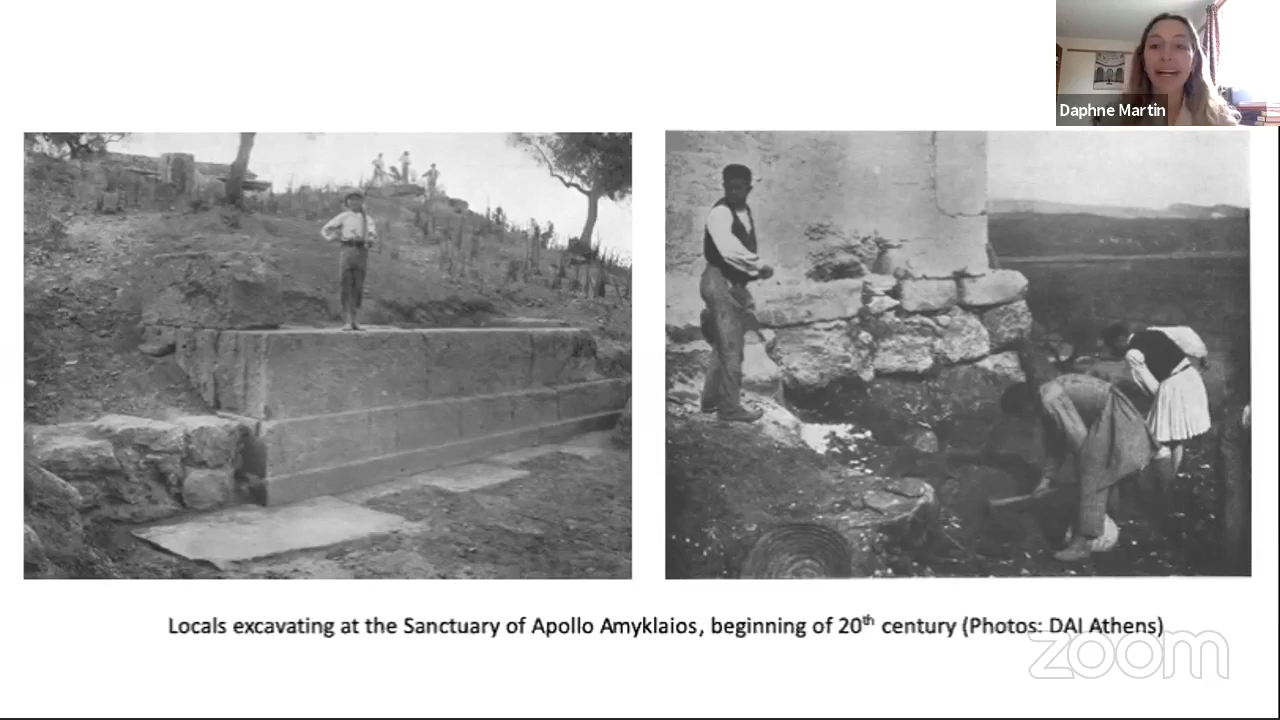 Daphne Martin
Locals excavating at the Sanctuary of Apollo Amyklaios, beginning of 20th century (Photos: DAI Athens)
zoom